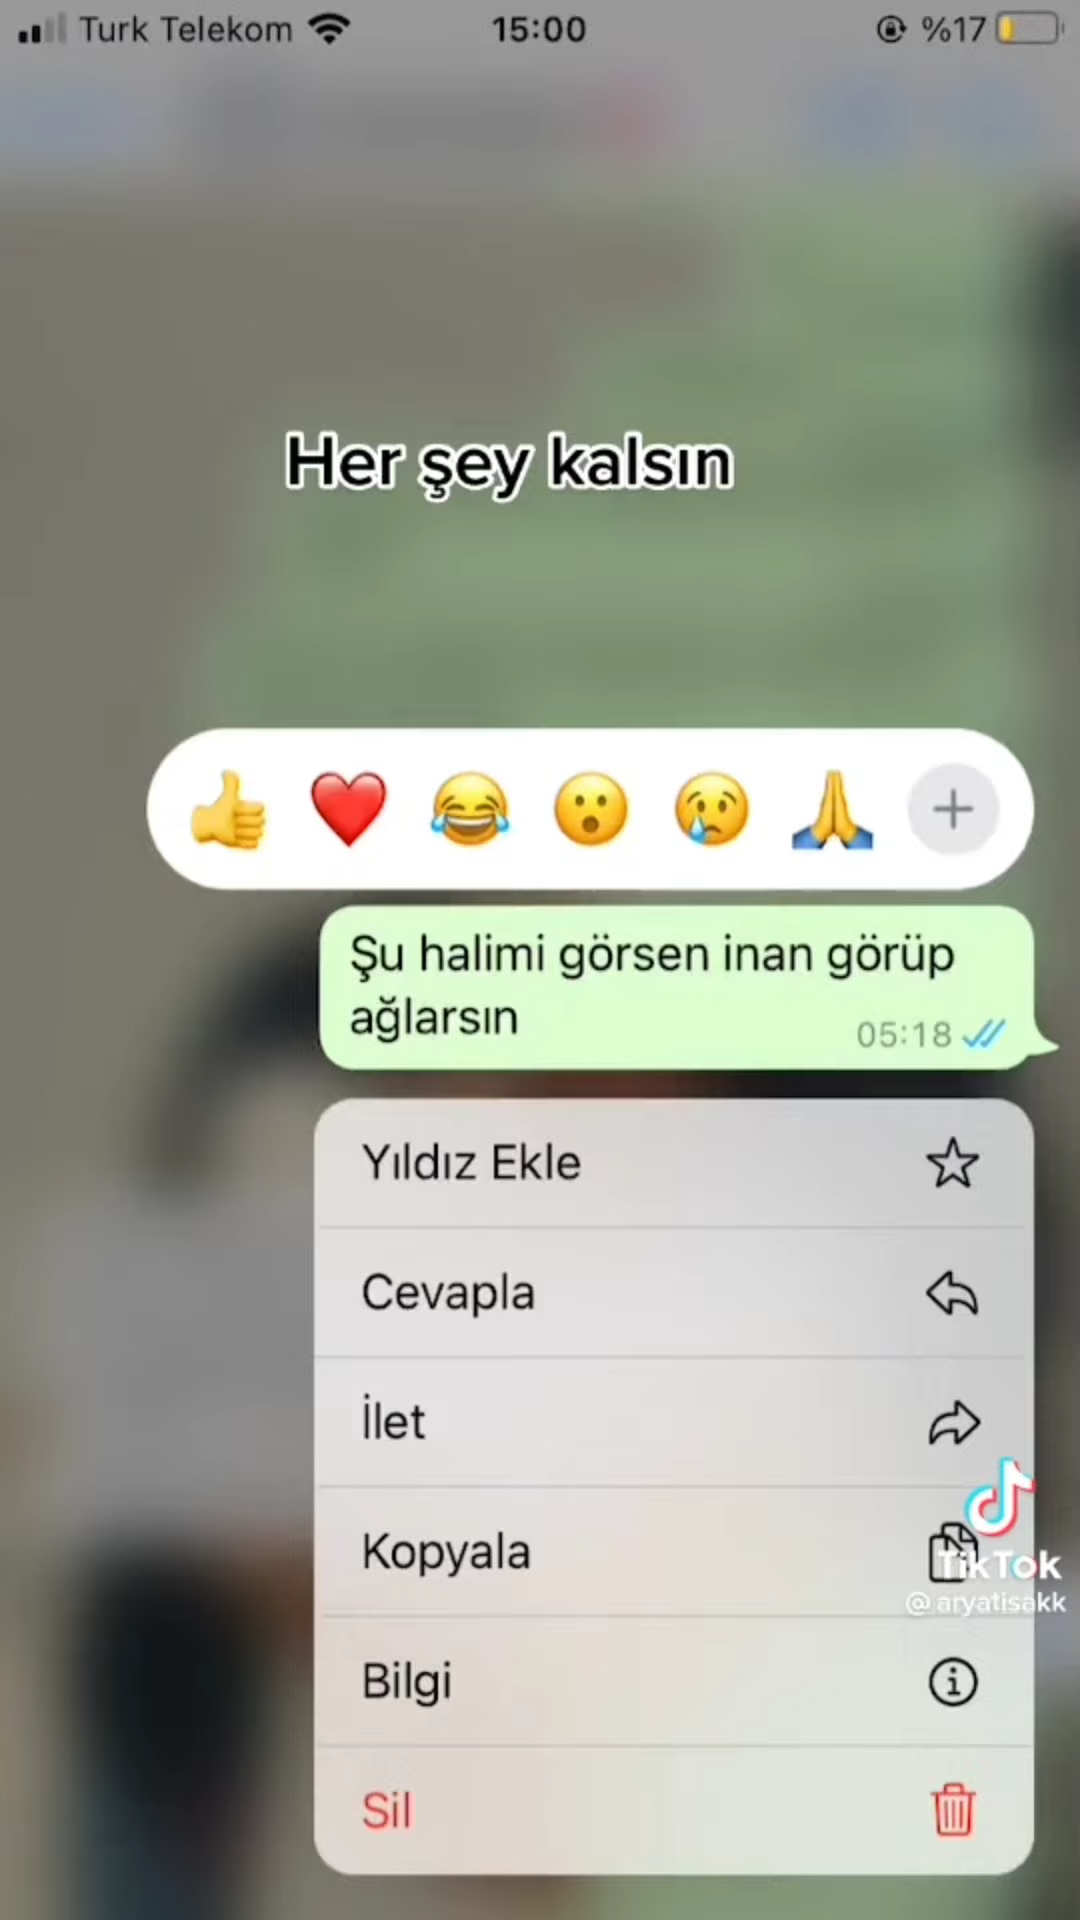 Turk Telekom 15:00 %17
Her şey kalsın
Şu halimi görsen inan görüp
ağlarsın
05:18
Yıldız Ekle
Cevapla
İlet
Kopyala
Bilgi
Sil
TikTok
@aryatisakk